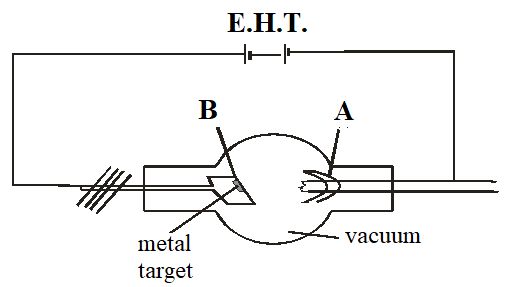 E.H.T.
B
A
metal
target
vacuum